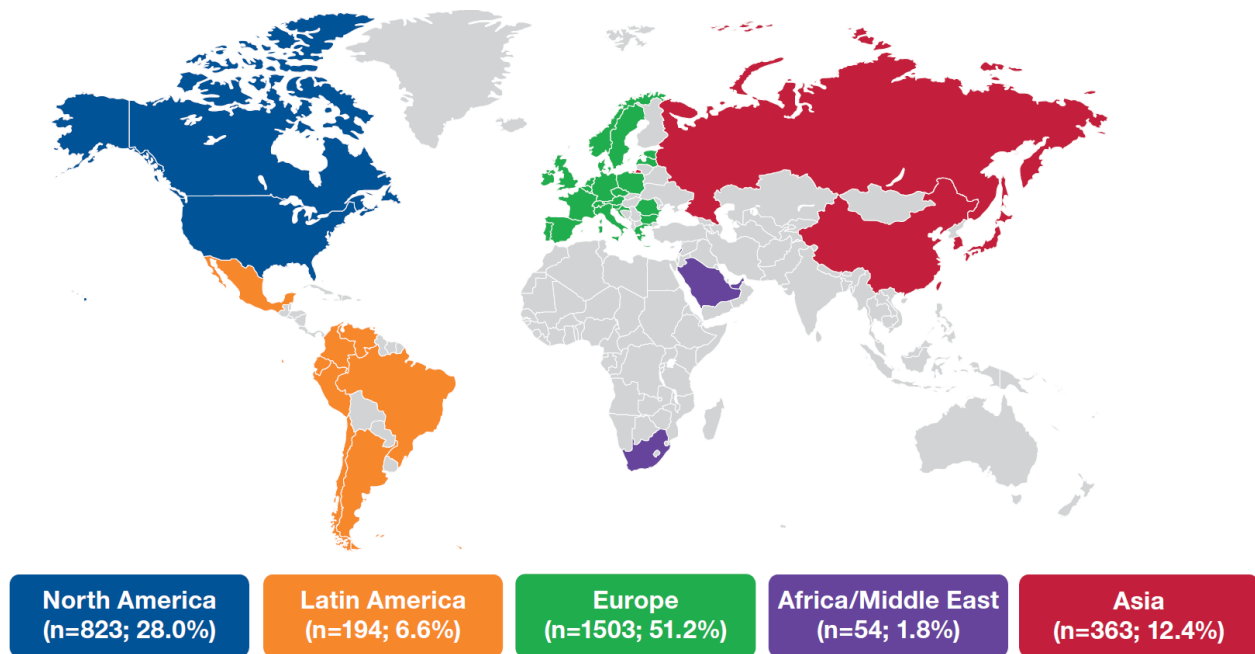 North America
(n=823; 28.0%)
Latin America
(n=194; 6.6%)
Europe
(n=1503; 51.2%)
Africa/Middle East
(n=54; 1.8%)
Asia
(n=363; 12.4%)